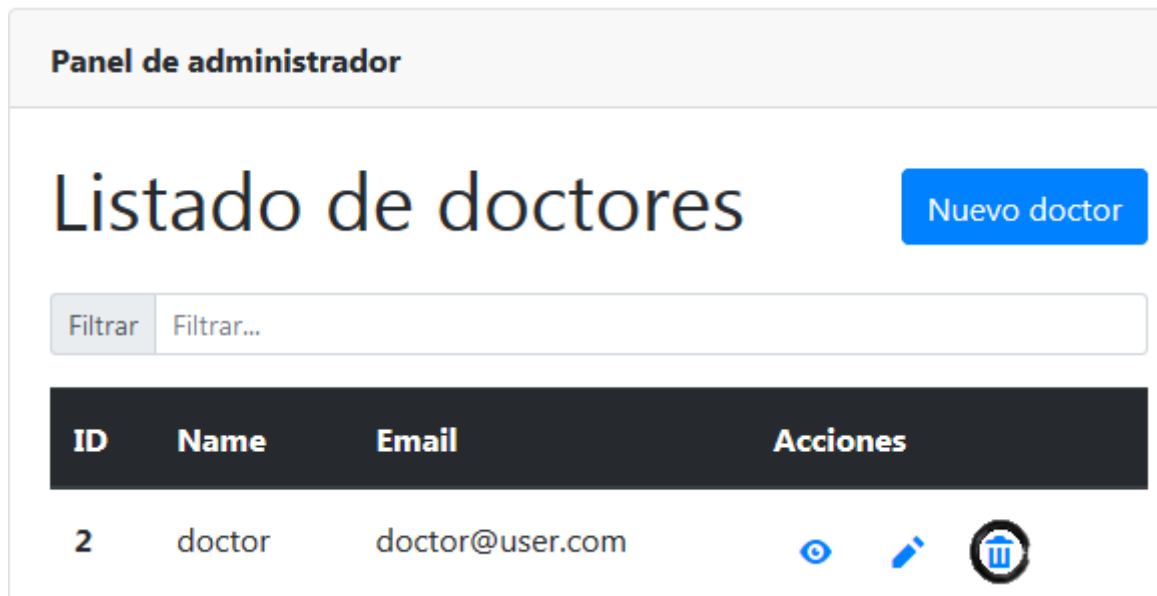 Panel de administrador
Listado de doctores
Nuevo doctor
Filtrar Filtrar...
ID Name Email Acciones
2 doctor doctor@user.com